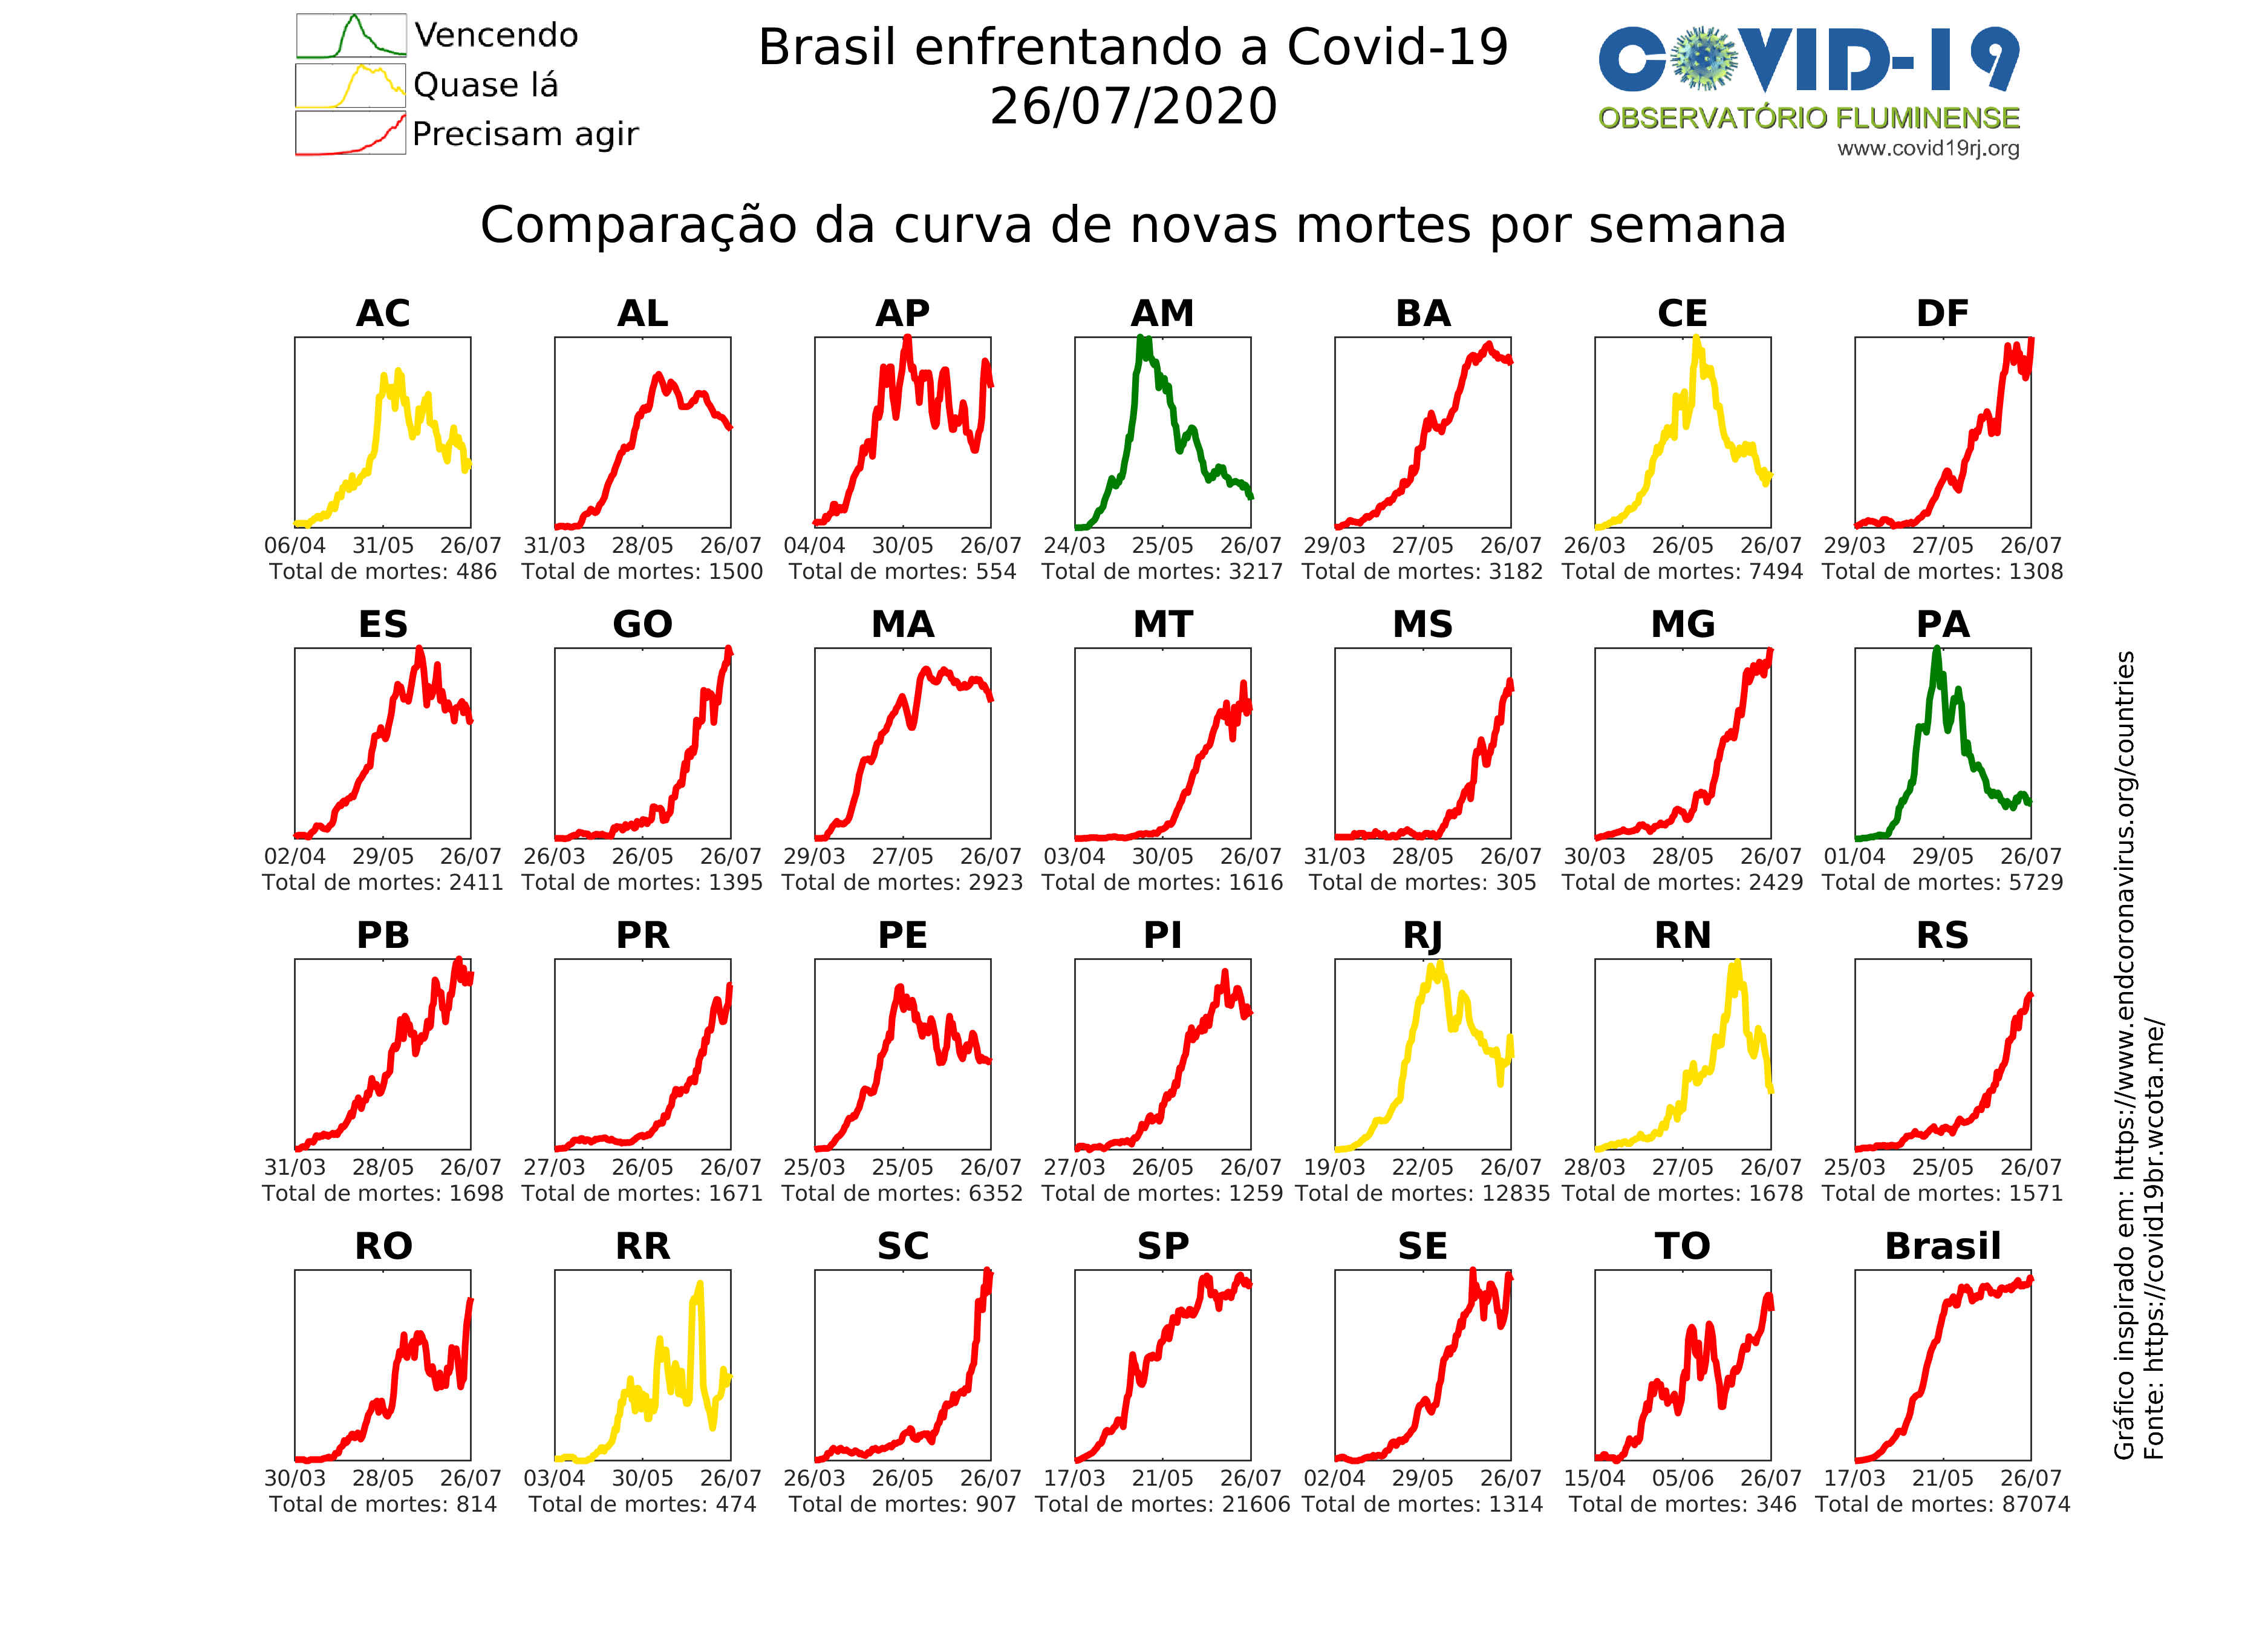 Vencendo
Quase lá
Precisam agir
Brasil enfrentando a Covid-19
26/07/2020
COVID-19
OBSERVATÓRIO FLUMINENSE
www.covid19rj.org
Comparação da curva de novas mortes por semana
AC AL AP AM BA CE DF
06/04 31/05 26/07 31/03 28/05 26/07 04/04 30/05 26/07 24/03 25/05 26/07 29/03 27/05 26/07 26/03 26/05 26/07 29/03 27/05 26/07
Total de mortes: 486 Total de mortes: 1500 Total de mortes: 554 Total de mortes: 3217 Total de mortes: 3182 Total de mortes: 7494 Total de mortes: 1308
ES GO MA MT MS MG PA
02/04 29/05 26/07 26/03 26/05 26/07 29/03 27/05 26/07 03/04 30/05 26/07 31/03 28/05 26/07 30/03 28/05 26/07 01/04 29/05 26/07
Total de mortes: 2411 Total de mortes: 1395 Total de mortes: 2923 Total de mortes: 1616 Total de mortes: 305 Total de mortes: 2429 Total de mortes: 5729
PB PR PE PI RJ RN RS
31/03 28/05 26/07 27/03 26/05 26/07 25/03 25/05 26/07 27/03 26/05 26/07 19/03 22/05 26/07 28/03 27/05 26/07 25/03 25/05 26/07
Total de mortes: 1698 Total de mortes: 1671 Total de mortes: 6352 Total de mortes: 1259 Total de mortes: 12835 Total de mortes: 1678 Total de mortes: 1571
RO RR SC SP SE TO Brasil
30/03 28/05 26/07 03/04 30/05 26/07 26/03 26/05 26/07 17/03 21/05 26/07 02/04 29/05 26/07 15/04 05/06 26/07 17/03 21/05 26/07
Total de mortes: 814 Total de mortes: 474 Total de mortes: 907 Total de mortes: 21606 Total de mortes: 1314 Total de mortes: 346 Total de mortes: 87074
Gráfico inspirado em: https://www.endcoronavirus.org/countries
Fonte: https://covid19br.wcota.me/